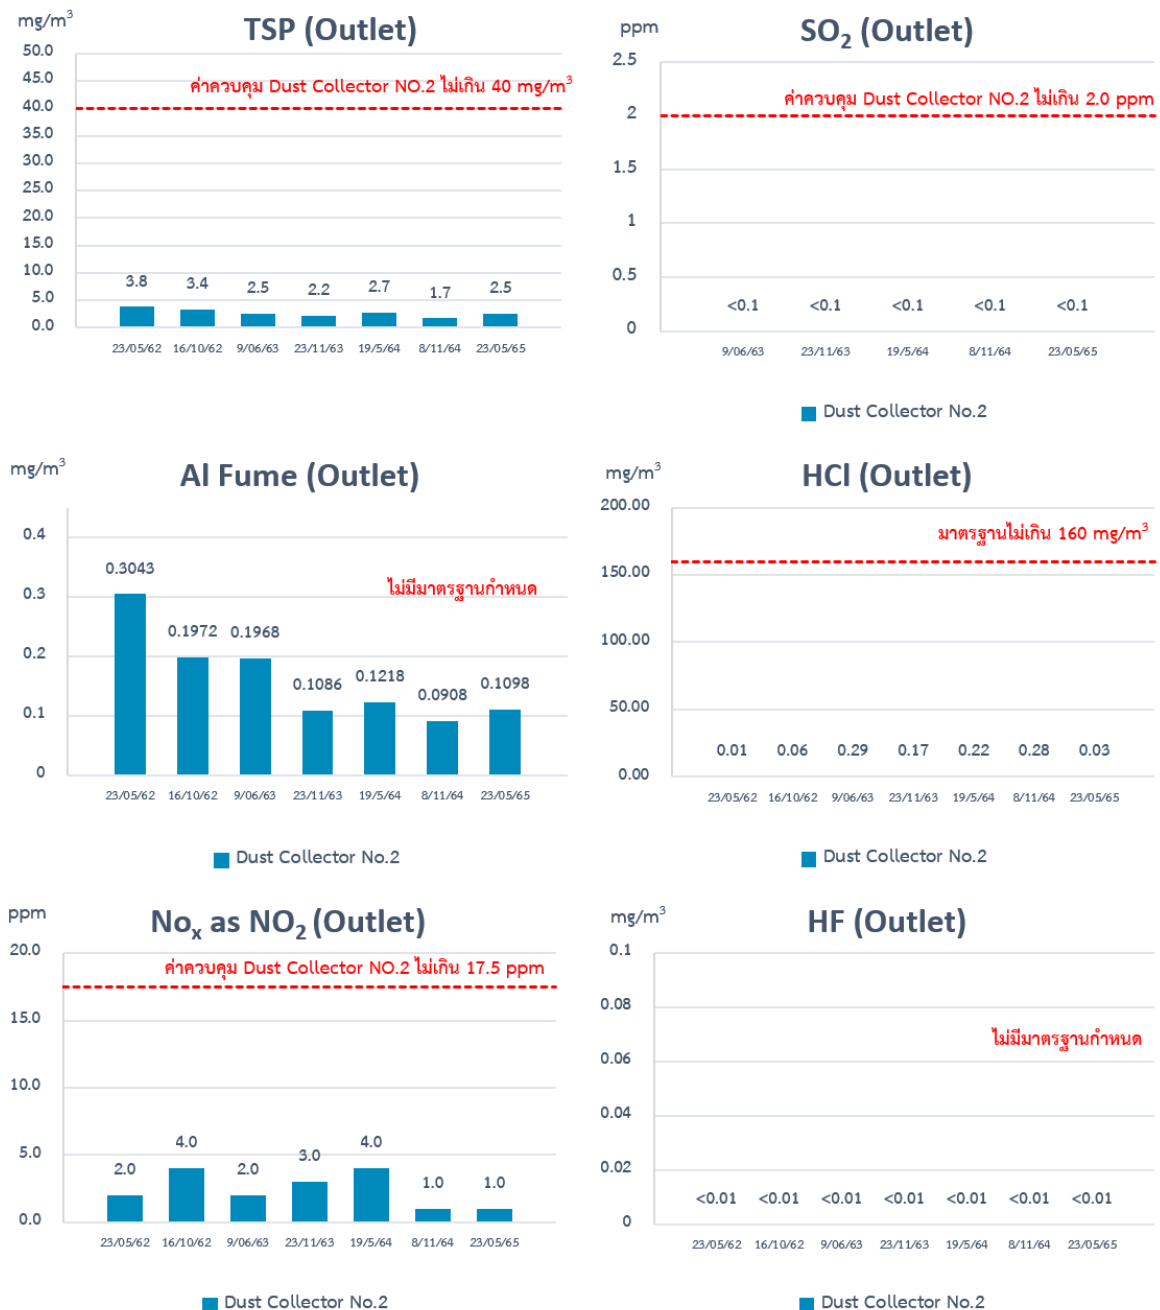 mg/m³
TSP (Outlet)
50.0
45.0
40.0
35.0
30.0
25.0
20.0
15.0
10.0
5.0
0.0
ค่าควบคุม Dust Collector NO.2 ไม่เกิน 40 mg/m³
3.8 3.4 2.5 2.2 2.7 1.7 2.5
23/05/62 16/10/62 9/06/63 23/11/63 19/5/64 8/11/64 23/05/65
ppm
SO₂ (Outlet)
2.5
2
1.5
1
0.5
0
ค่าควบคุม Dust Collector NO.2 ไม่เกิน 2.0 ppm
<0.1 <0.1 <0.1 <0.1 <0.1
9/06/63 23/11/63 19/5/64 8/11/64 23/05/65
Dust Collector No.2
mg/m³
Al Fume (Outlet)
0.4
0.3
0.2
0.1
0
ไม่มีมาตรฐานกำหนด
0.3043 0.1972 0.1968 0.1086 0.1218 0.0908 0.1098
23/05/62 16/10/62 9/06/63 23/11/63 19/5/64 8/11/64 23/05/65
Dust Collector No.2
mg/m³
HCl (Outlet)
200.00
150.00
100.00
50.00
0.00
มาตรฐานไม่เกิน 160 mg/m³
0.01 0.06 0.29 0.17 0.22 0.28 0.03
23/05/62 16/10/62 9/06/63 23/11/63 19/5/64 8/11/64 23/05/65
Dust Collector No.2
ppm
Noₓ as NO₂ (Outlet)
20.0
15.0
10.0
5.0
0.0
ค่าควบคุม Dust Collector NO.2 ไม่เกิน 17.5 ppm
2.0 4.0 2.0 3.0 4.0 1.0 1.0
23/05/62 16/10/62 9/06/63 23/11/63 19/5/64 8/11/64 23/05/65
Dust Collector No.2
mg/m³
HF (Outlet)
0.1
0.08
0.06
0.04
0.02
0
ไม่มีมาตรฐานกำหนด
<0.01 <0.01 <0.01 <0.01 <0.01 <0.01 <0.01
23/05/62 16/10/62 9/06/63 23/11/63 19/5/64 8/11/64 23/05/65
Dust Collector No.2